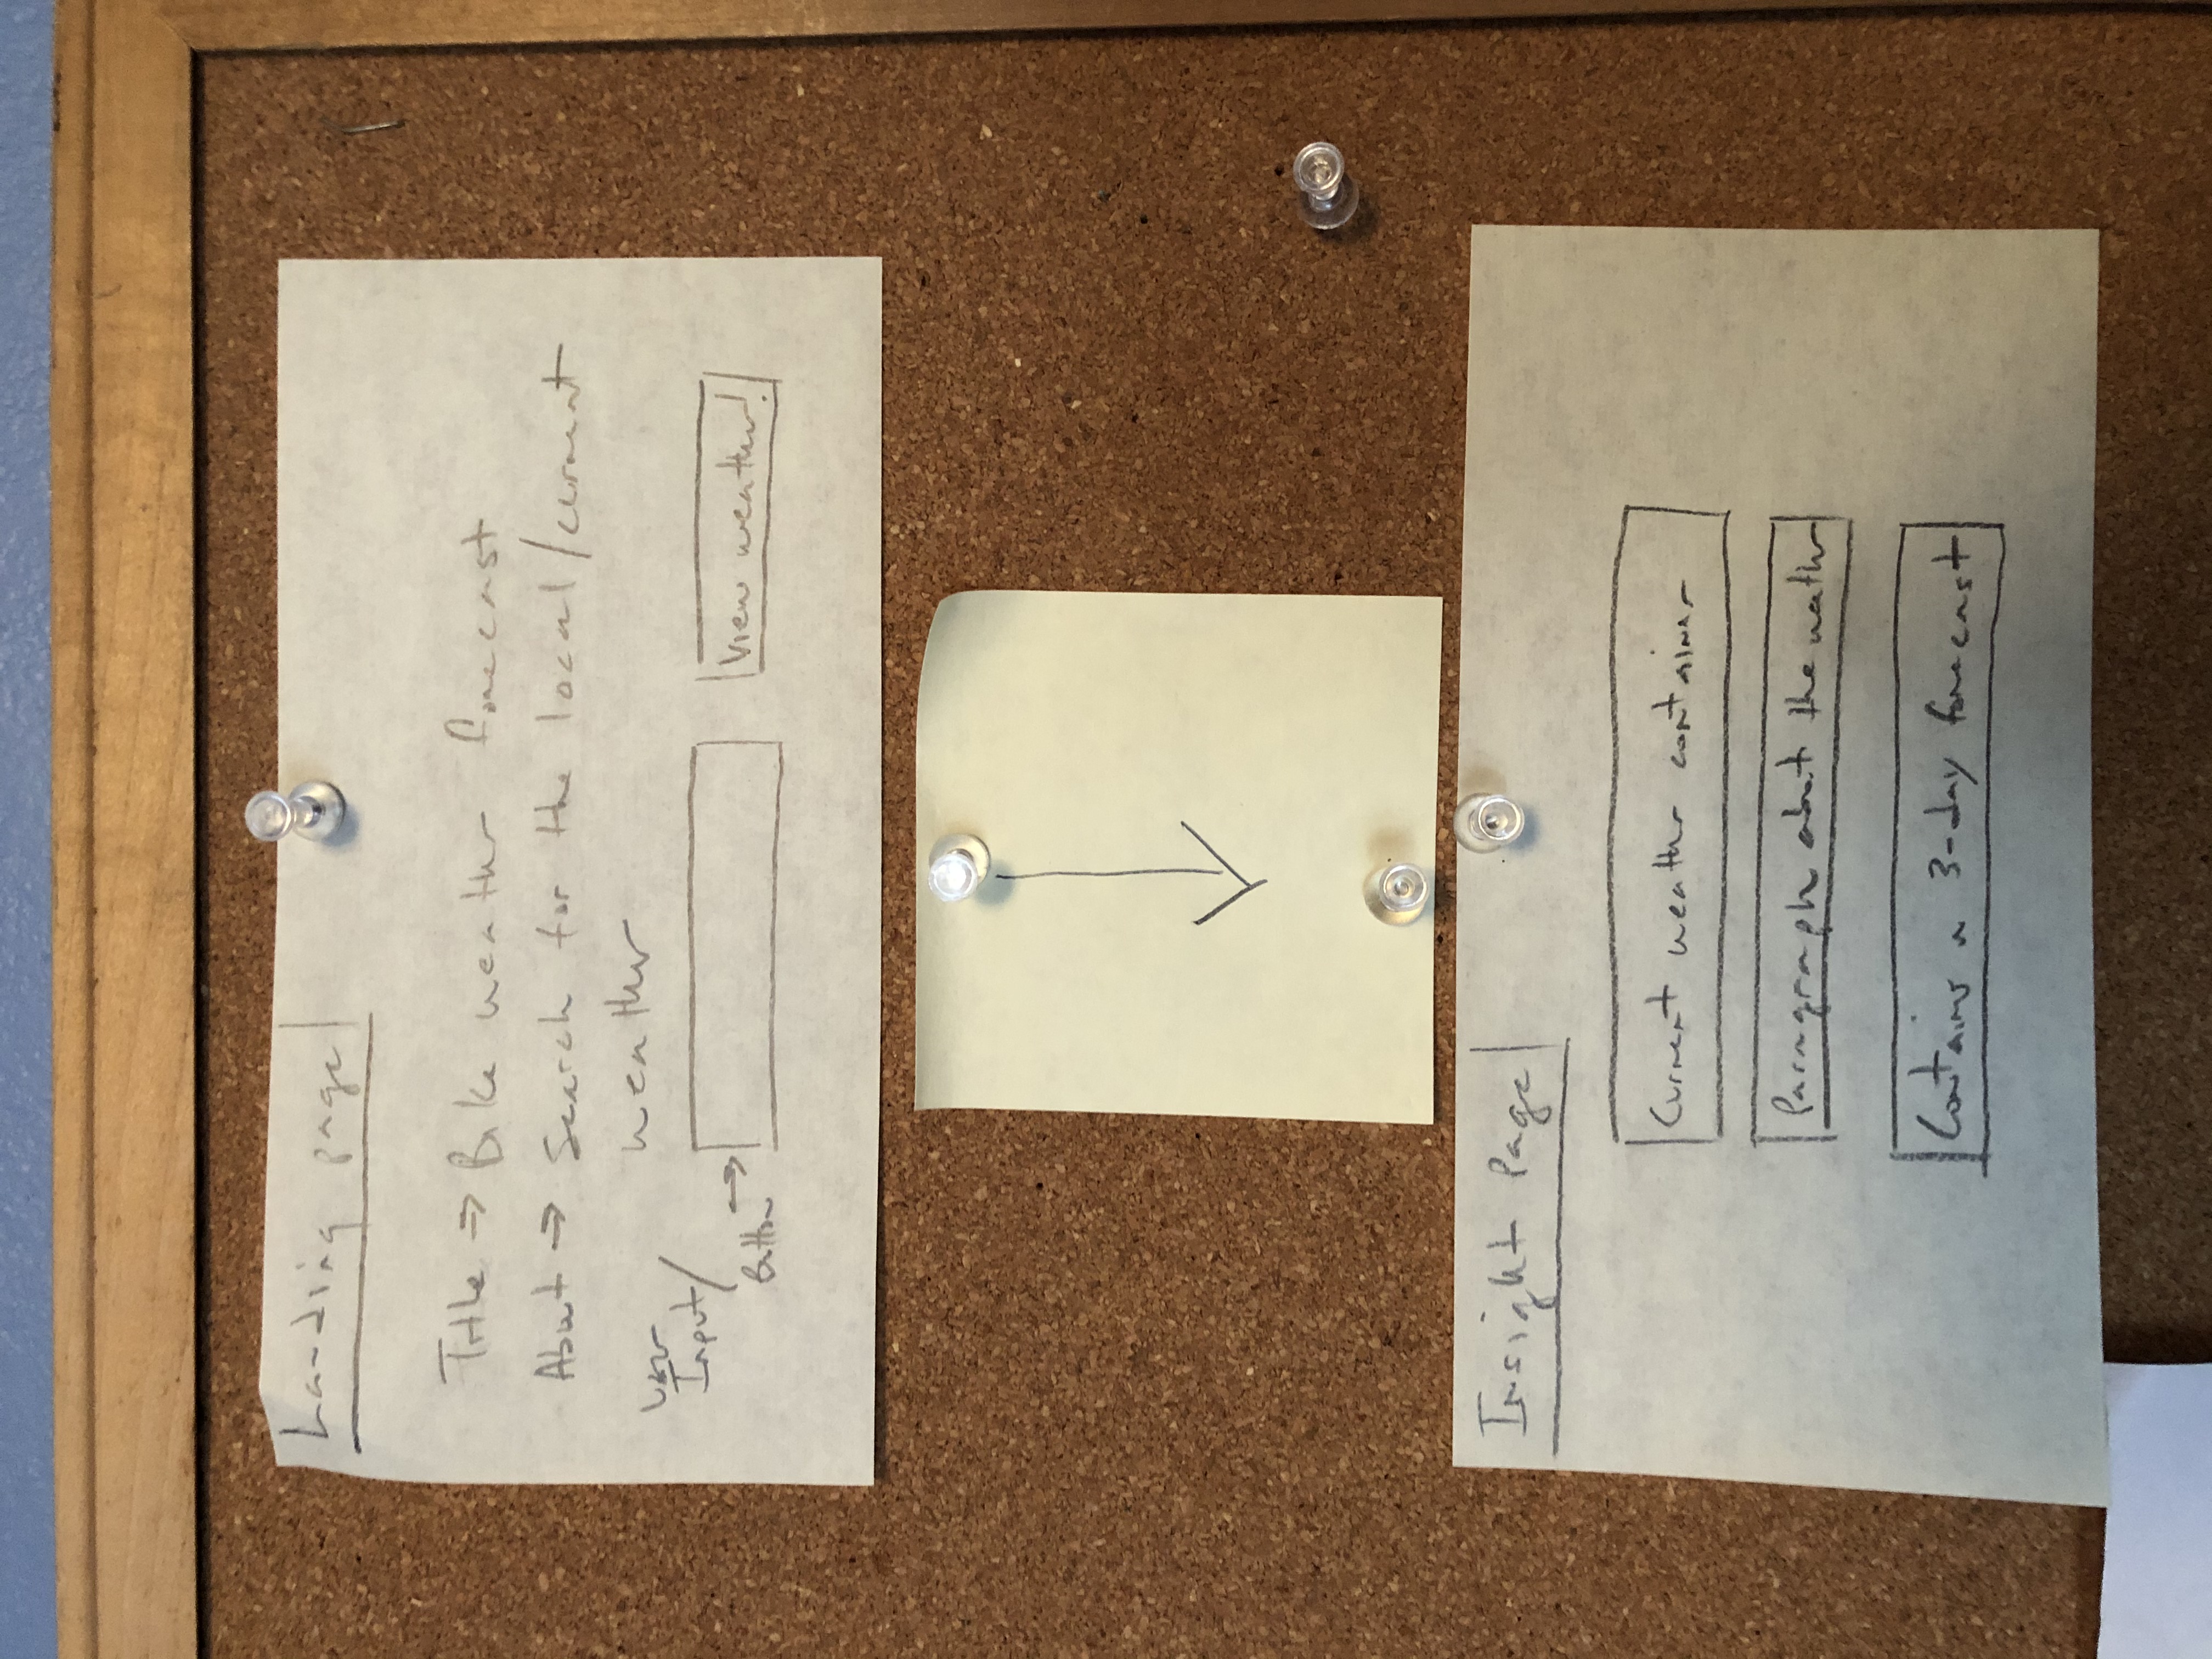 Landing page
Title → Bike weather forecast
About → Search for the local/current
weather
User
Input/
Button →
View weather!
Insight Page
Current weather container
Paragraph about the weather
Contains a 3-day forecast